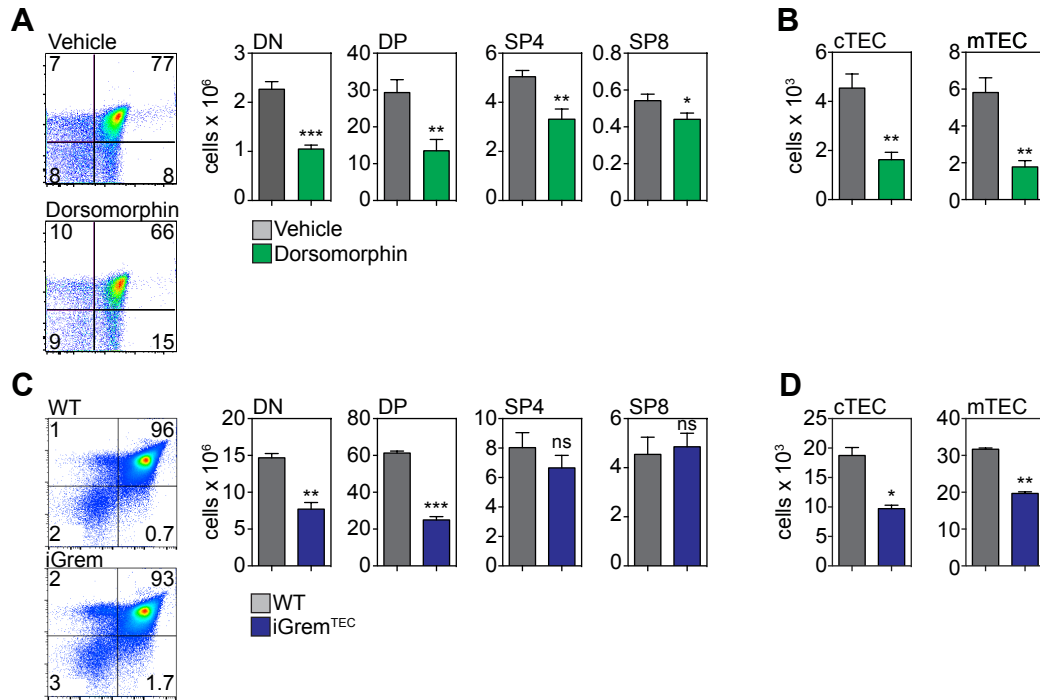 A
Vehicle
7 77
8 8
Dorsomorphin
10 66
9 15
DN
cells x 10⁶
3
2
1
0
***
DP
40
30
20
10
0
**
SP4
6
4
2
0
**
SP8
0.8
0.6
0.4
0.2
0
*
Vehicle
Dorsomorphin
B
cTEC
cells x 10³
6
4
2
0
**
mTEC
8
6
4
2
0
**
C
WT
1 96
2 0.7
iGrem
2 93
3 1.7
DN
cells x 10⁶
20
15
10
5
0
**
DP
80
60
40
20
0
***
SP4
10
8
6
4
2
0
ns
SP8
6
4
2
0
ns
WT
iGremᵀᴱᶜ
D
cTEC
cells x 10³
25
20
15
10
5
0
*
mTEC
40
30
20
10
0
**